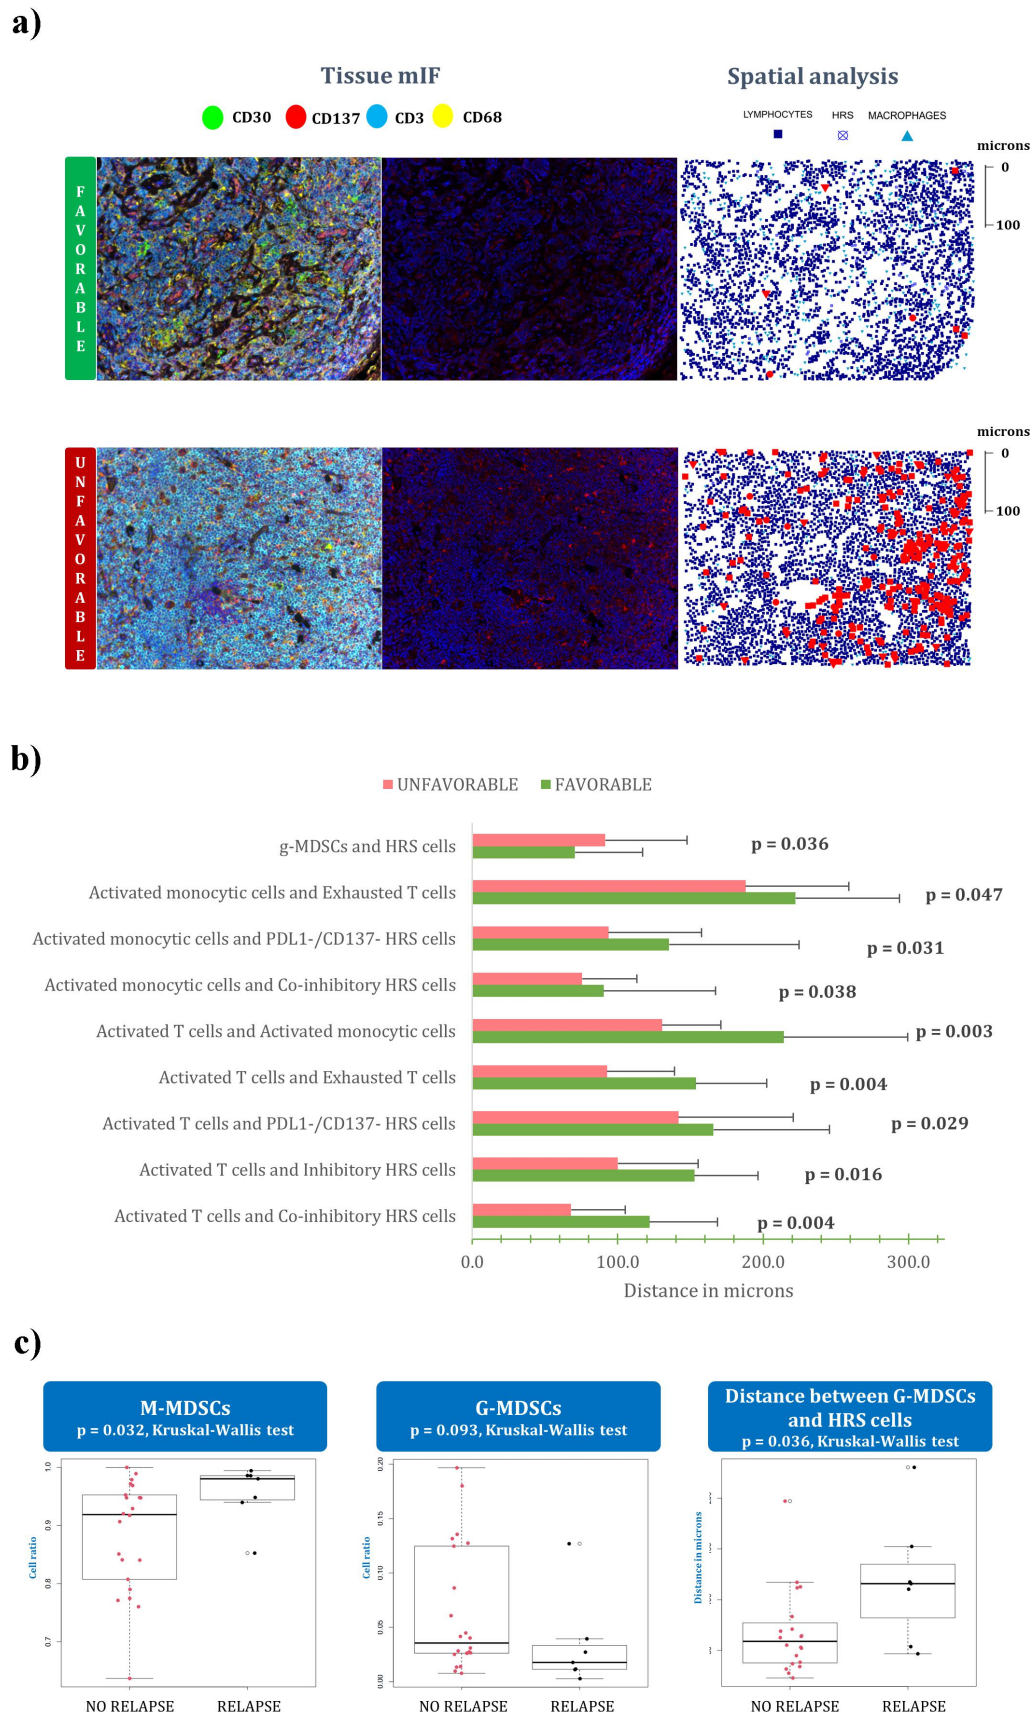 a)
Tissue mIF
Spatial analysis
CD30 CD137 CD3 CD68
LYMPHOCYTES HRS MACROPHAGES
microns
0
100
FAVORABLE
microns
0
100
UNFAVORABLE
b)
UNFAVORABLE FAVORABLE
g-MDSCs and HRS cells p = 0.036
Activated monocytic cells and Exhausted T cells p = 0.047
Activated monocytic cells and PDL1-/CD137- HRS cells p = 0.031
Activated monocytic cells and Co-inhibitory HRS cells p = 0.038
Activated T cells and Activated monocytic cells p = 0.003
Activated T cells and Exhausted T cells p = 0.004
Activated T cells and PDL1-/CD137- HRS cells p = 0.029
Activated T cells and Inhibitory HRS cells p = 0.016
Activated T cells and Co-inhibitory HRS cells p = 0.004
0.0 100.0 200.0 300.0
Distance in microns
c)
M-MDSCs
p = 0.032, Kruskal-Wallis test
1.0
0.9
0.8
0.7
Cell ratio
NO RELAPSE RELAPSE
G-MDSCs
p = 0.093, Kruskal-Wallis test
0.20
0.15
0.10
0.05
0.00
Cell ratio
NO RELAPSE RELAPSE
Distance between G-MDSCs
and HRS cells
p = 0.036, Kruskal-Wallis test
Distance in microns
NO RELAPSE RELAPSE